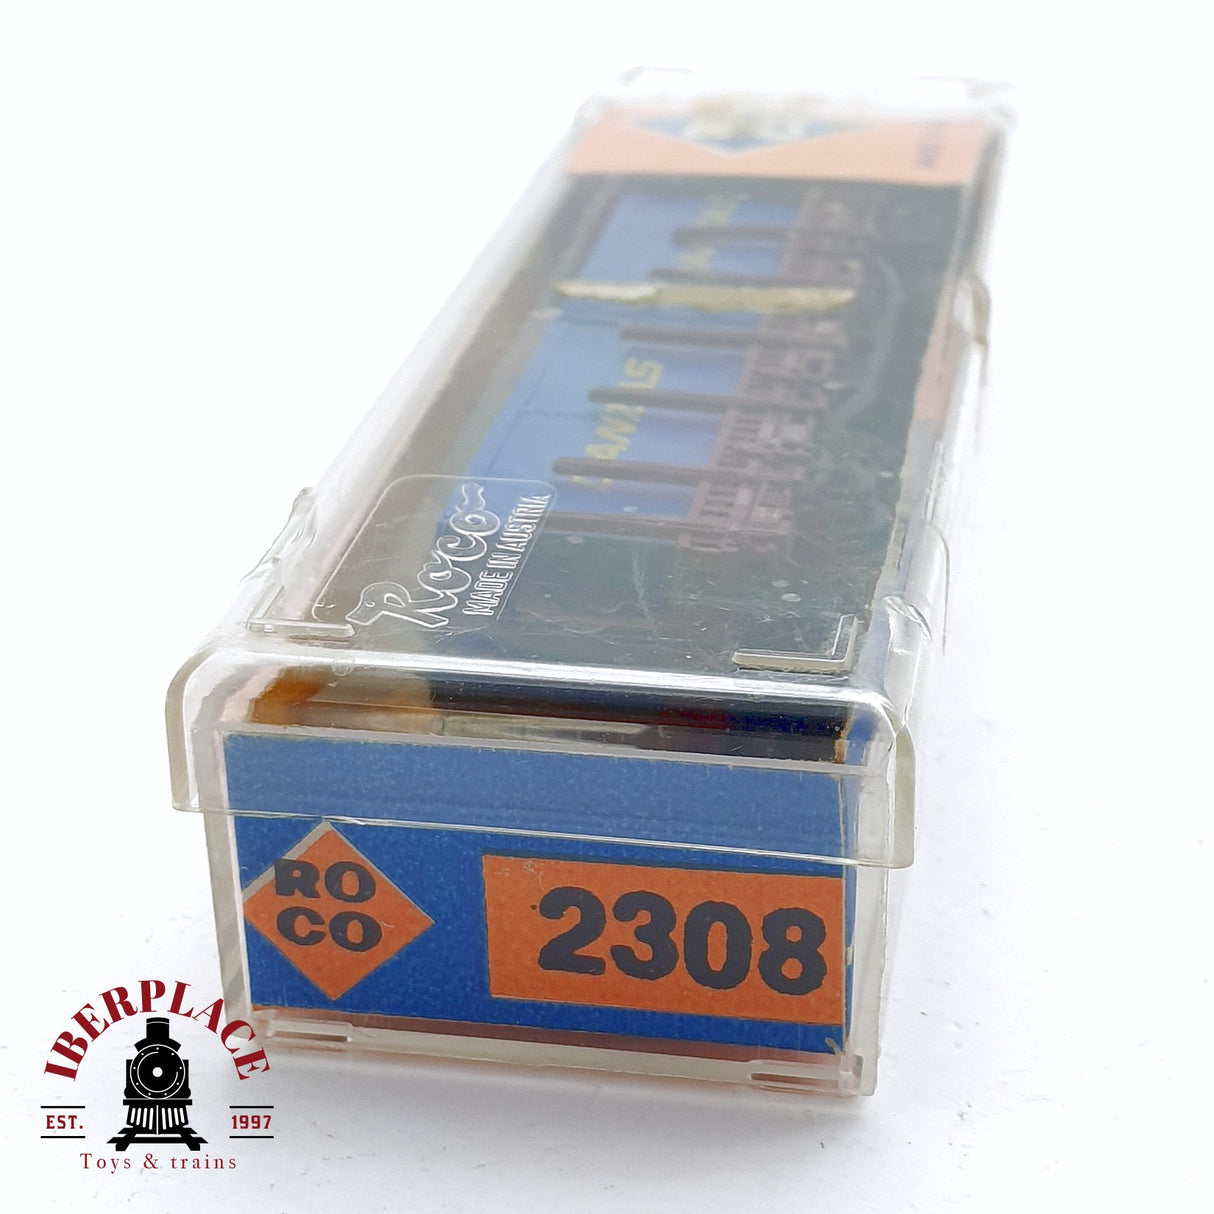 Roco
MADE IN AUSTRIA
RO
CO
2308
IBERPLACE
EST. 1997
Toys & trains